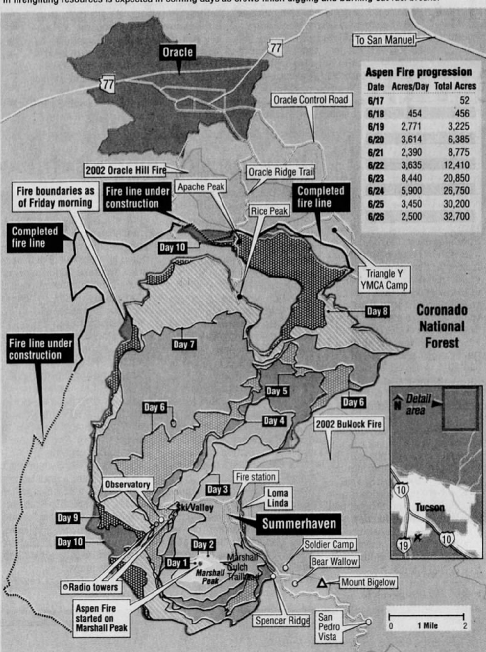 in firefighting resources is expected in coming days as crews finish digging and burning out fuel breaks.
77
To San Manuel
Oracle
77
Aspen Fire progression
Date Acres/Day Total Acres
6/17 52
6/18 454 456
6/19 2,771 3,225
6/20 3,614 6,385
6/21 2,390 8,775
6/22 3,635 12,410
6/23 8,440 20,850
6/24 5,900 26,750
6/25 3,450 30,200
6/26 2,500 32,700
Oracle Control Road
2002 Oracle Hill Fire
Oracle Ridge Trail
Fire boundaries as
of Friday morning
Fire line under
construction
Apache Peak
Completed
fire line
Rice Peak
Completed
fire line
Day 10
Triangle Y
YMCA Camp
Day 8
Coronado
National
Forest
Fire line under
construction
Day 7
Day 5
Day 6
Day 6
Day 4
2002 Bullock Fire
N
Detail
area
Fire station
Day 3
Observatory
Ski Valley
Loma
Linda
10
Tucson
Day 9
Summerhaven
Day 10
Day 2
Soldier Camp
10
19
Day 1
Marshall
Gulch
Trailhead
Bear Wallow
Marshall
Peak
Radio towers
Mount Bigelow
Aspen Fire
started on
Marshall Peak
Spencer Ridge
San
Pedro
Vista
0 1 Mile 2